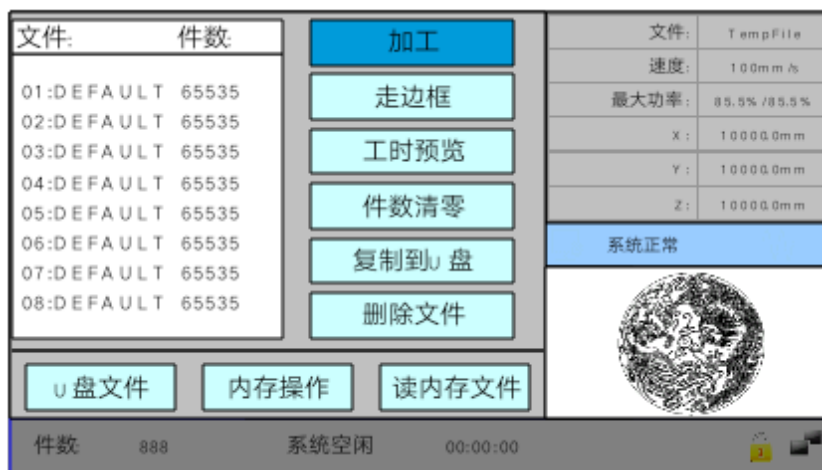 文件: 件数:
01:DEFAULT 65535
02:DEFAULT 65535
03:DEFAULT 65535
04:DEFAULT 65535
05:DEFAULT 65535
06:DEFAULT 65535
07:DEFAULT 65535
08:DEFAULT 65535
加工
走边框
工时预览
件数清零
复制到U 盘
删除文件
U 盘文件
内存操作
读内存文件
文件: TempFile
速度: 100mm/s
最大功率: 85.5%/85.5%
X: 10000.0mm
Y: 10000.0mm
Z: 10000.0mm
系统正常
件数: 888 系统空闲 00:00:00
1